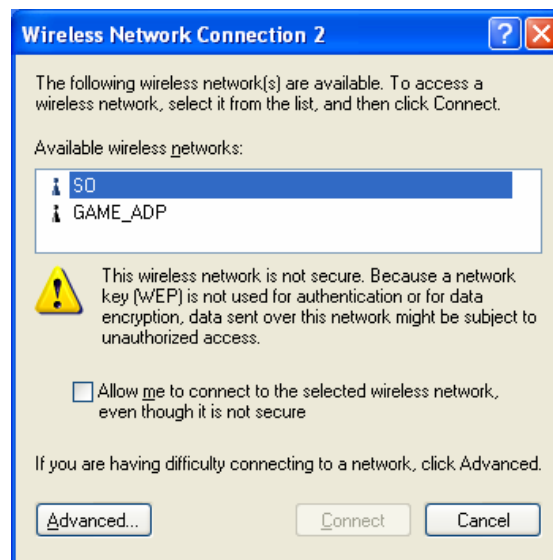 Wireless Network Connection 2
The following wireless network(s) are available. To access a
wireless network, select it from the list, and then click Connect.
Available wireless networks:
SO
GAME_ADP
This wireless network is not secure. Because a network
key (WEP) is not used for authentication or for data
encryption, data sent over this network might be subject to
unauthorized access.
Allow me to connect to the selected wireless network,
even though it is not secure
If you are having difficulty connecting to a network, click Advanced.
Advanced... Connect Cancel